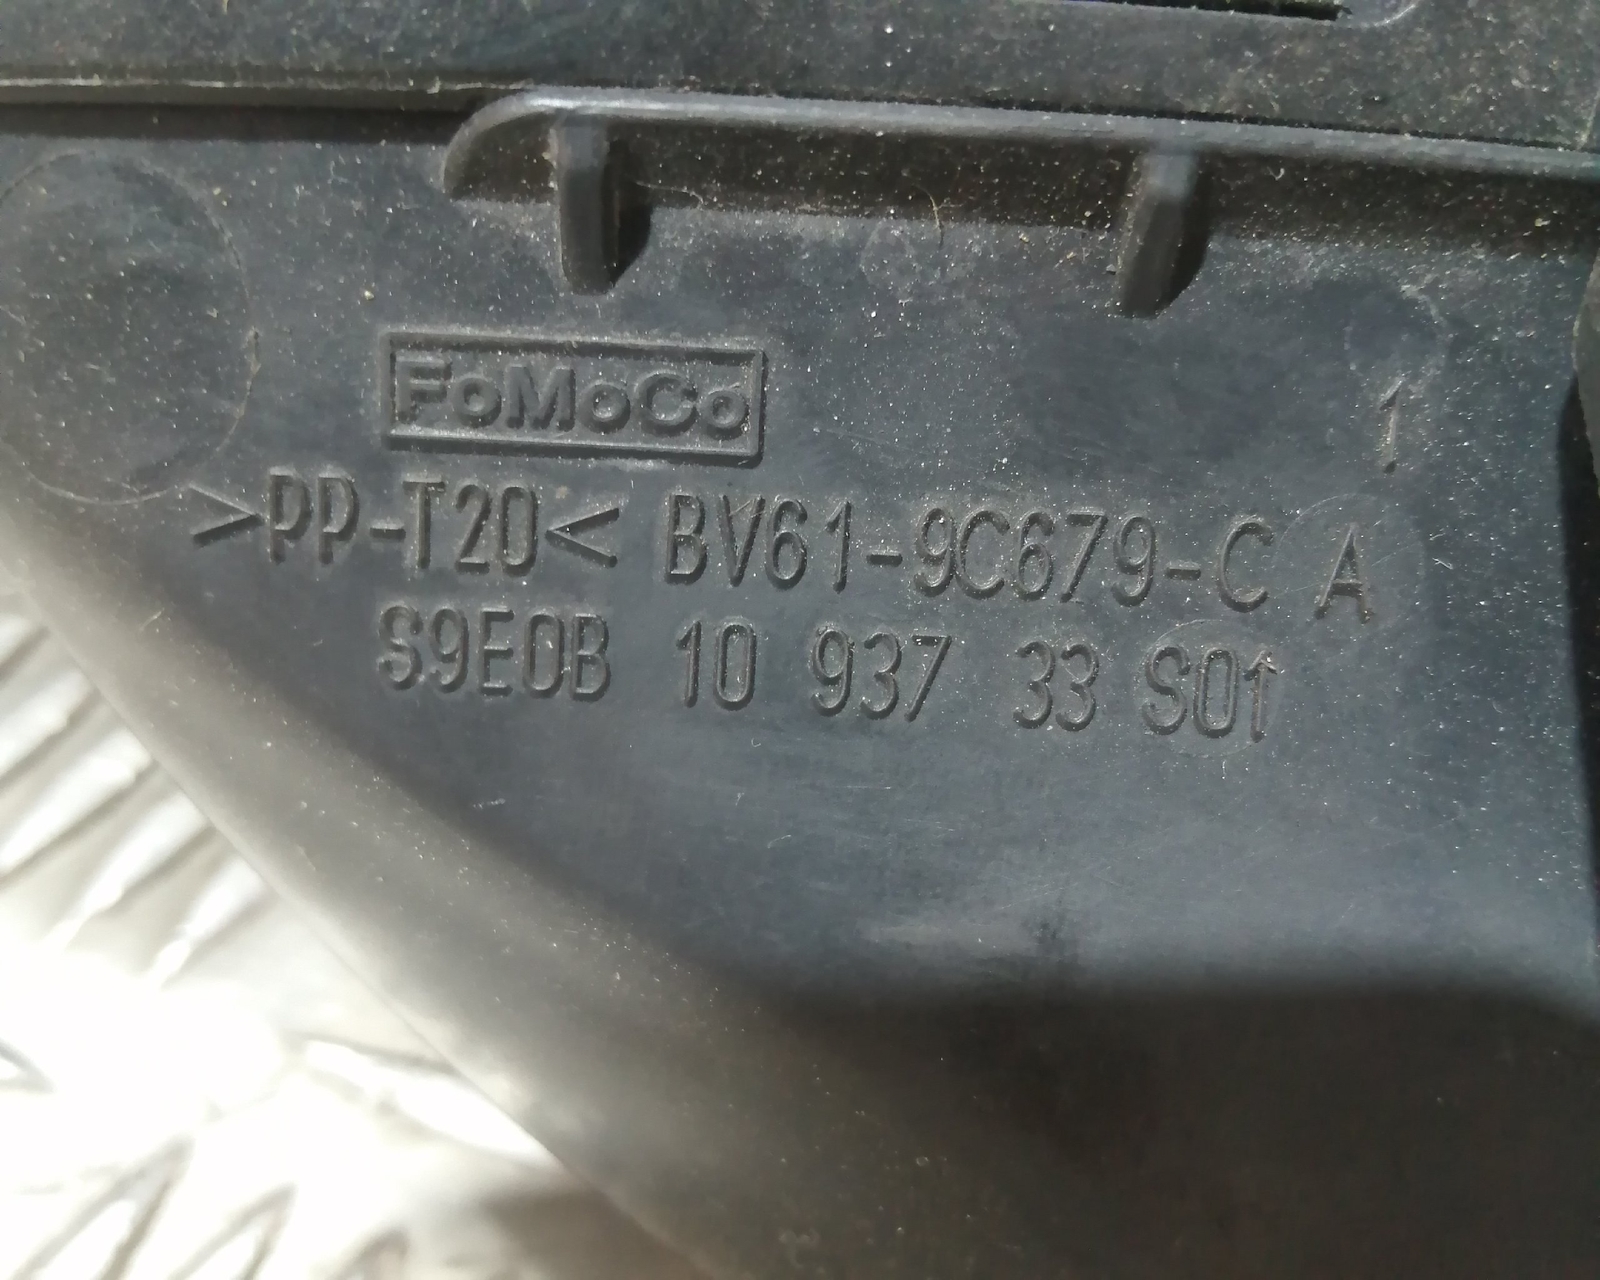 FoMoCo
1
>PP-T20< BV61-9C679-C A
S9E0B 10 937 33 S01